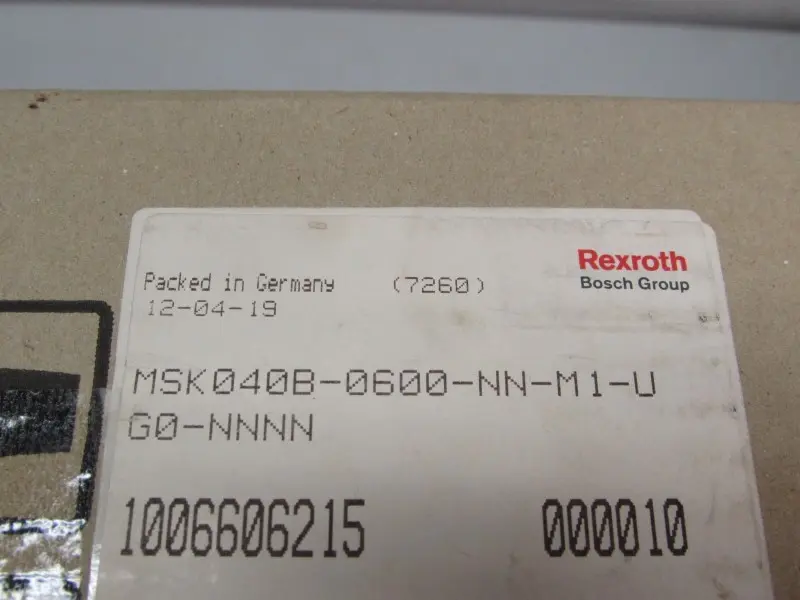 Packed in Germany (7260)
12-04-19
Rexroth
Bosch Group
MSK040B-0600-NN-M1-U
G0-NNNN
1006606215 000010